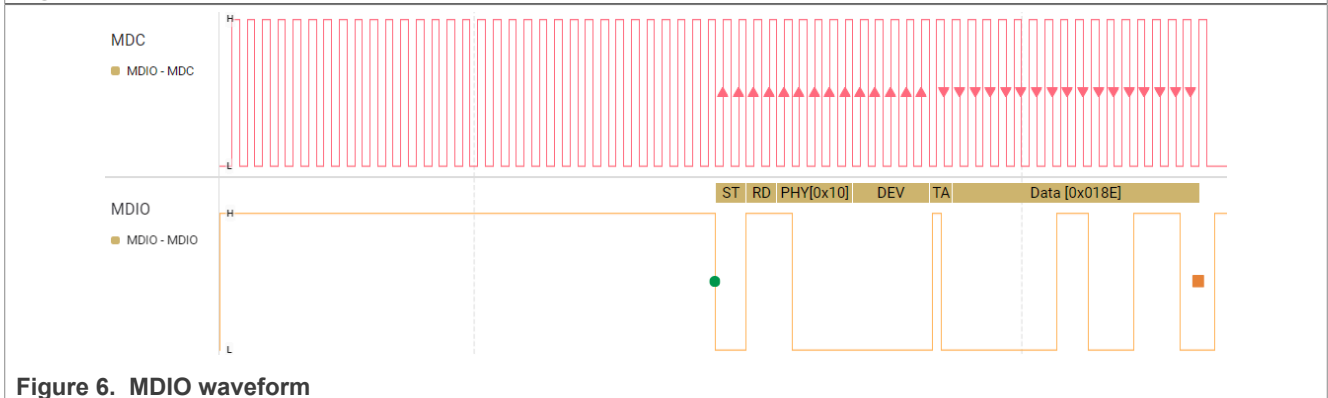 H
MDC
MDIO - MDC
L
ST RD PHY[0x10] DEV TA Data [0x018E]
MDIO
H
MDIO - MDIO
L
Figure 6. MDIO waveform